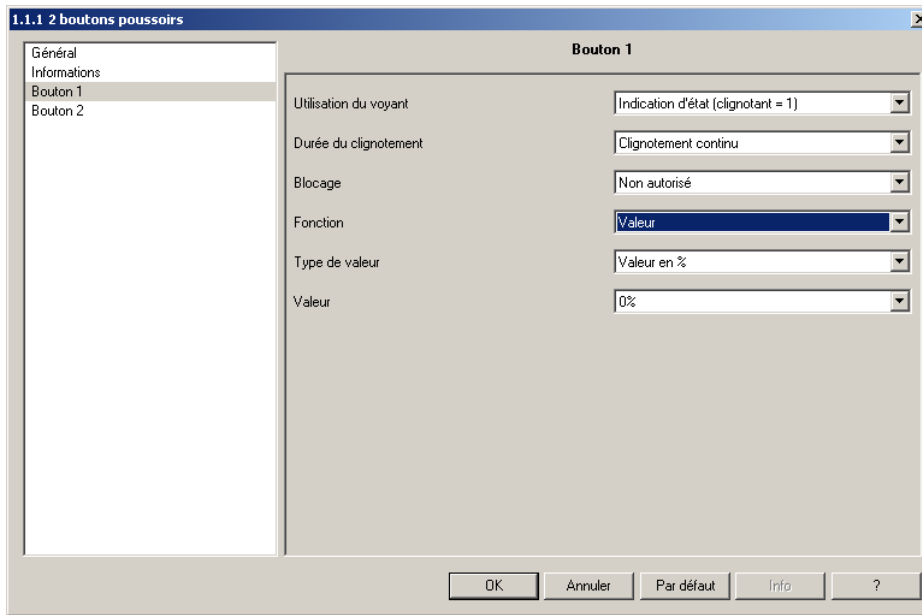 1.1.1 2 boutons poussoirs
Général
Informations
Bouton 1
Bouton 2
Bouton 1
Utilisation du voyant
Indication d'état (clignotant = 1)
Durée du clignotement
Clignotement continu
Blocage
Non autorisé
Fonction
Valeur
Type de valeur
Valeur en %
Valeur
0%
OK
Annuler
Par défaut
Info
?